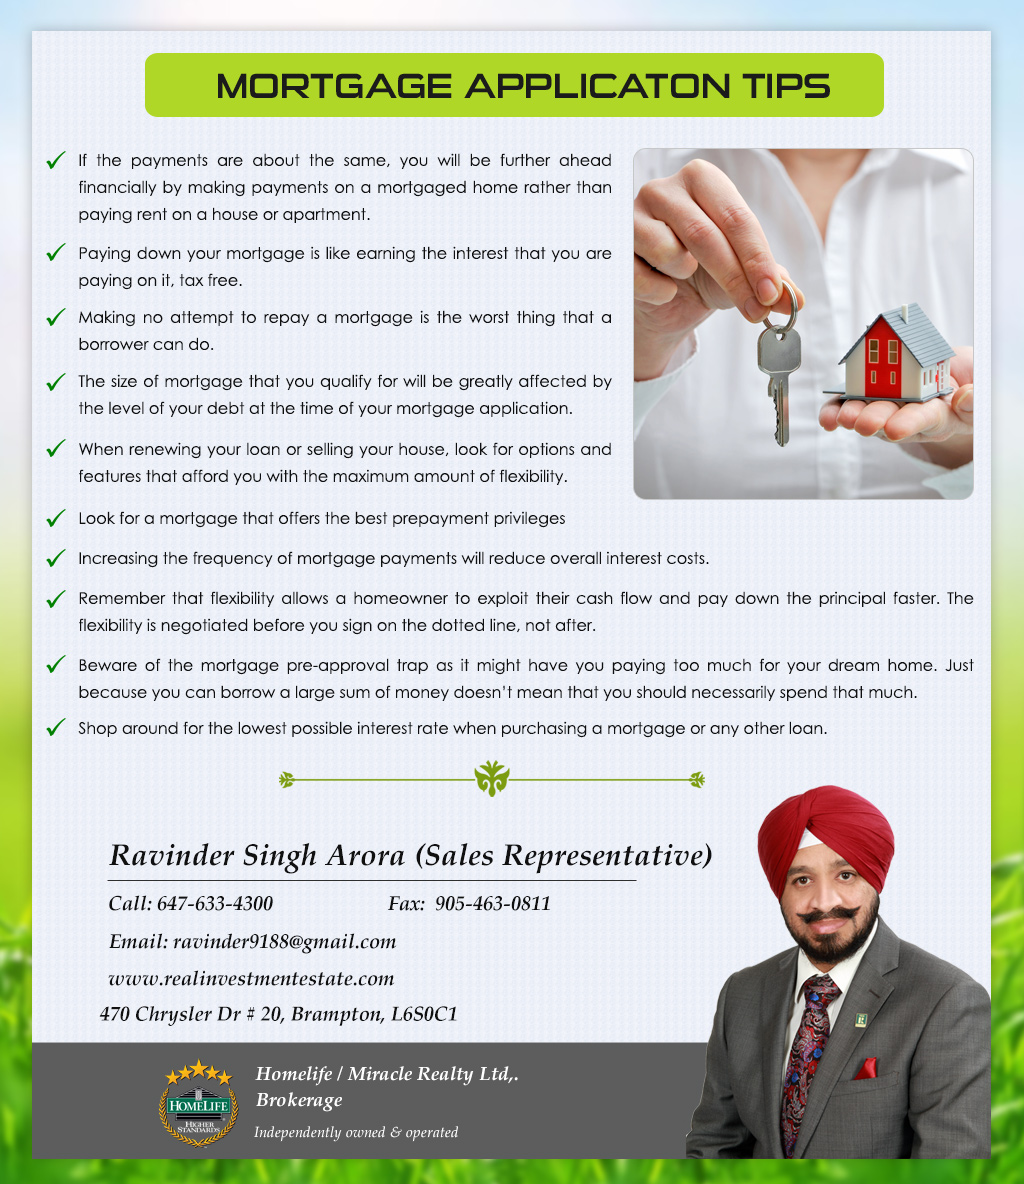 MORTGAGE APPLICATON TIPS
If the payments are about the same, you will be further ahead
financially by making payments on a mortgaged home rather than
paying rent on a house or apartment.
Paying down your mortgage is like earning the interest that you are
paying on it, tax free.
Making no attempt to repay a mortgage is the worst thing that a
borrower can do.
The size of mortgage that you qualify for will be greatly affected by
the level of your debt at the time of your mortgage application.
When renewing your loan or selling your house, look for options and
features that afford you with the maximum amount of flexibility.
Look for a mortgage that offers the best prepayment privileges
Increasing the frequency of mortgage payments will reduce overall interest costs.
Remember that flexibility allows a homeowner to exploit their cash flow and pay down the principal faster. The
flexibility is negotiated before you sign on the dotted line, not after.
Beware of the mortgage pre-approval trap as it might have you paying too much for your dream home. Just
because you can borrow a large sum of money doesn't mean that you should necessarily spend that much.
Shop around for the lowest possible interest rate when purchasing a mortgage or any other loan.
Ravinder Singh Arora (Sales Representative)
Call: 647-633-4300 Fax: 905-463-0811
Email: ravinder9188@gmail.com
www.realinvestmentestate.com
470 Chrysler Dr # 20, Brampton, L6S0C1
Homelife / Miracle Realty Ltd,.
Brokerage
Independently owned & operated
HOMELIFE
HIGHER
STANDARDS